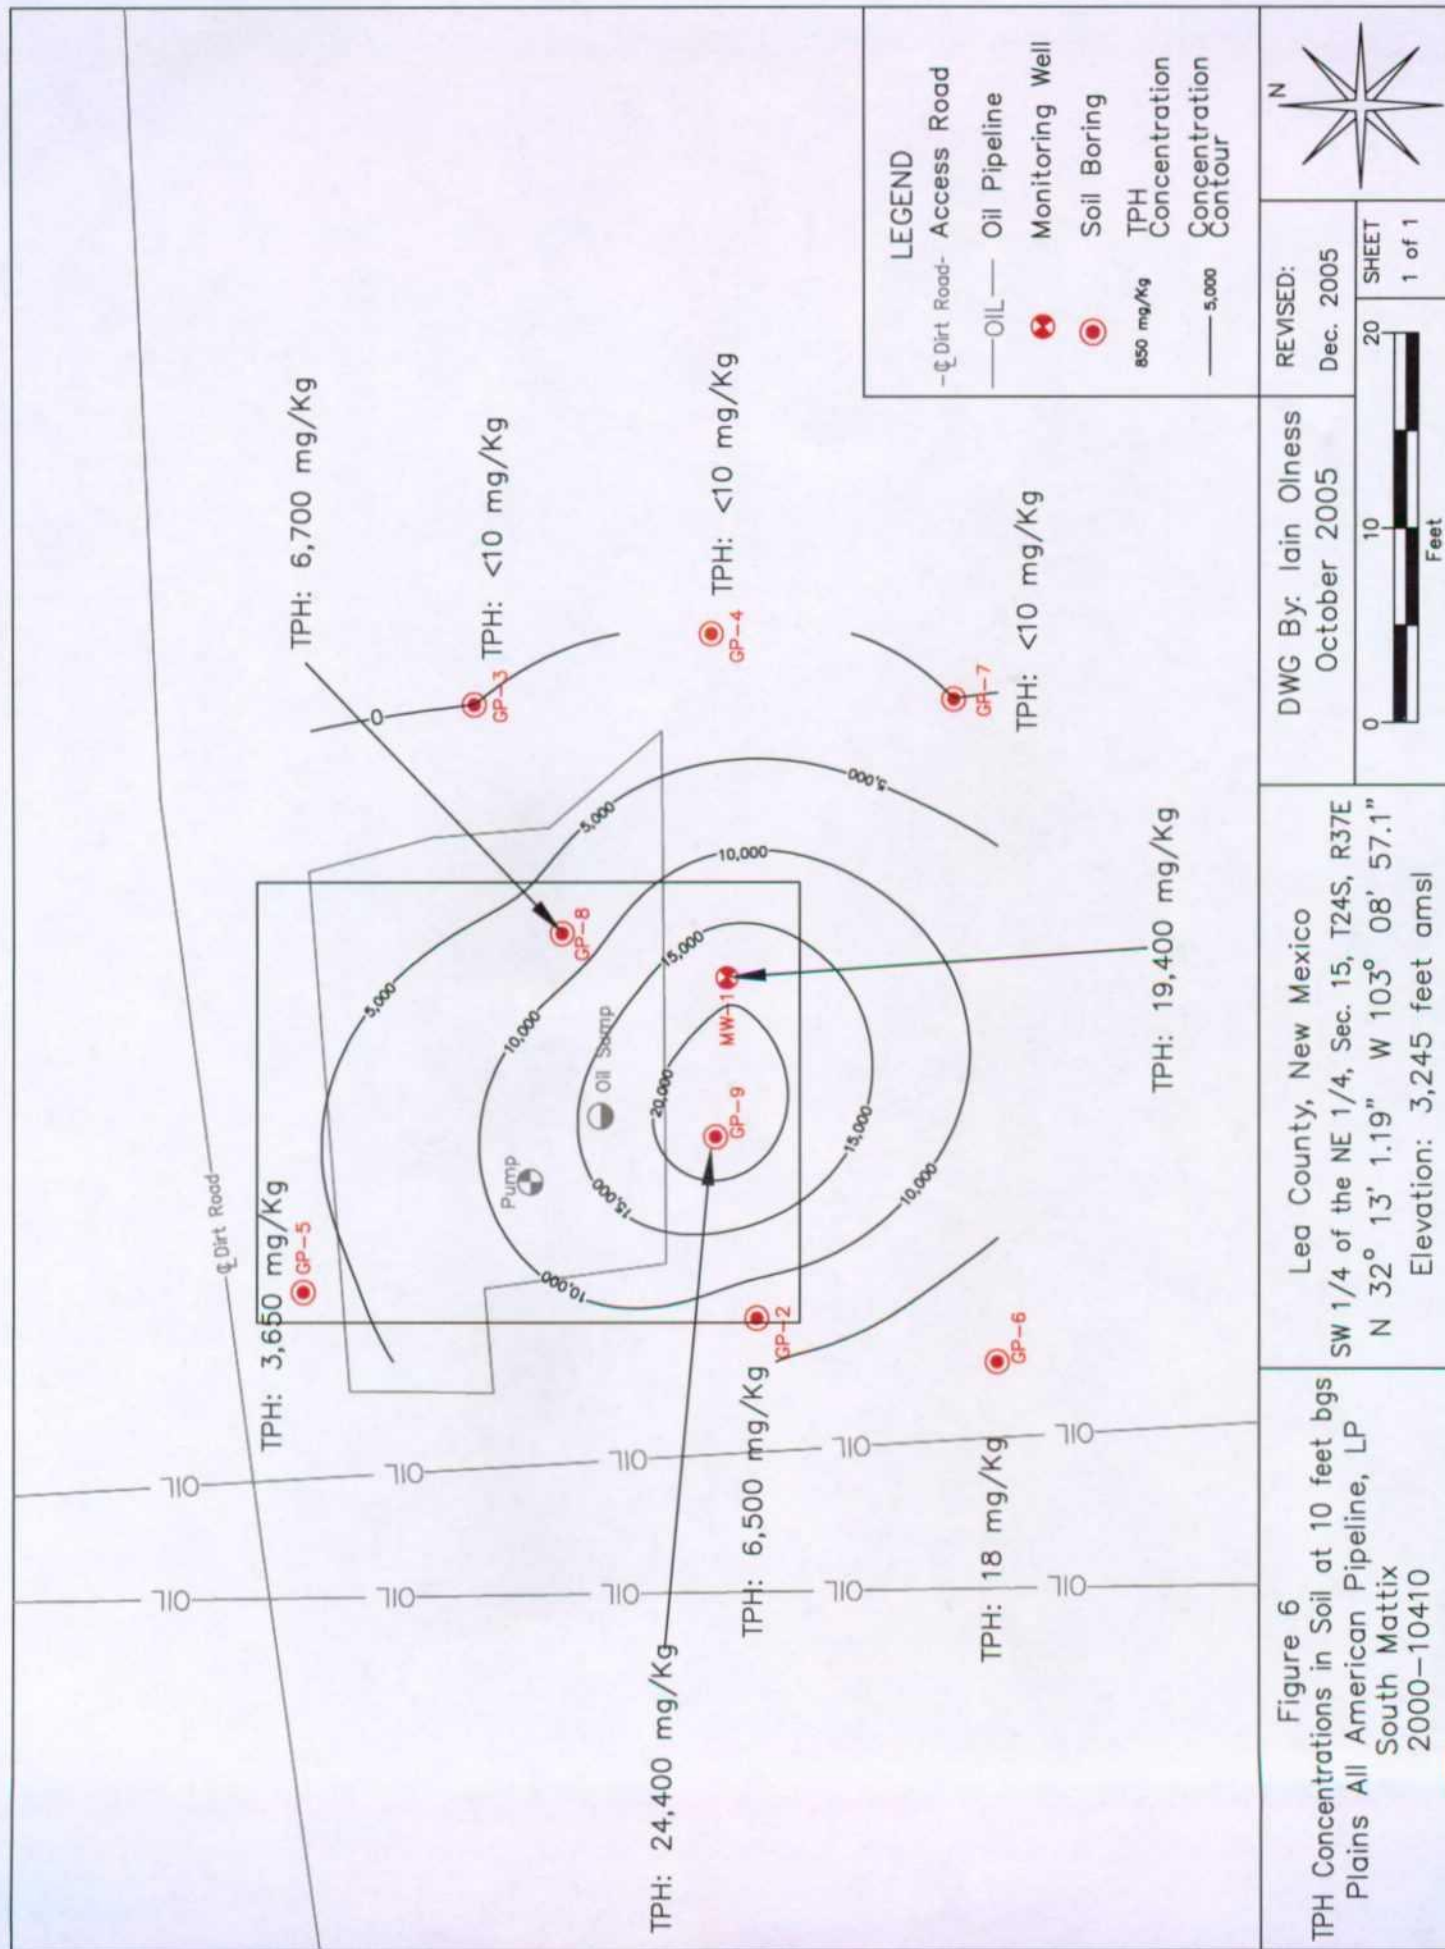 ₵ Dirt Road
TPH: 3,650 mg/Kg
GP-5
TPH: 6,700 mg/Kg
0
GP-3
TPH: <10 mg/Kg
5,000
5,000
GP-8
10,000
10,000
10,000
Pump
Oil Sump
15,000
15,000
20,000
GP-9
MW-1
TPH: 24,400 mg/Kg
GP-4
TPH: <10 mg/Kg
GP-2
TPH: 6,500 mg/Kg
5,000
15,000
10,000
GP-7
TPH: <10 mg/Kg
GP-6
TPH: 18 mg/Kg
TPH: 19,400 mg/Kg
OIL
OIL
OIL
OIL
OIL
OIL
OIL
OIL
OIL
OIL
LEGEND
₵ Dirt Road Access Road
OIL Oil Pipeline
Monitoring Well
Soil Boring
850 mg/Kg TPH
Concentration
5,000 Concentration
Contour
Figure 6
TPH Concentrations in Soil at 10 feet bgs
Plains All American Pipeline, LP
South Mattix
2000-10410
Lea County, New Mexico
SW 1/4 of the NE 1/4, Sec. 15, T24S, R37E
N 32° 13' 1.19" W 103° 08' 57.1"
Elevation: 3,245 feet amsl
DWG By: Iain Olness
October 2005
REVISED:
Dec. 2005
0 10 20
Feet
SHEET
1 of 1
N